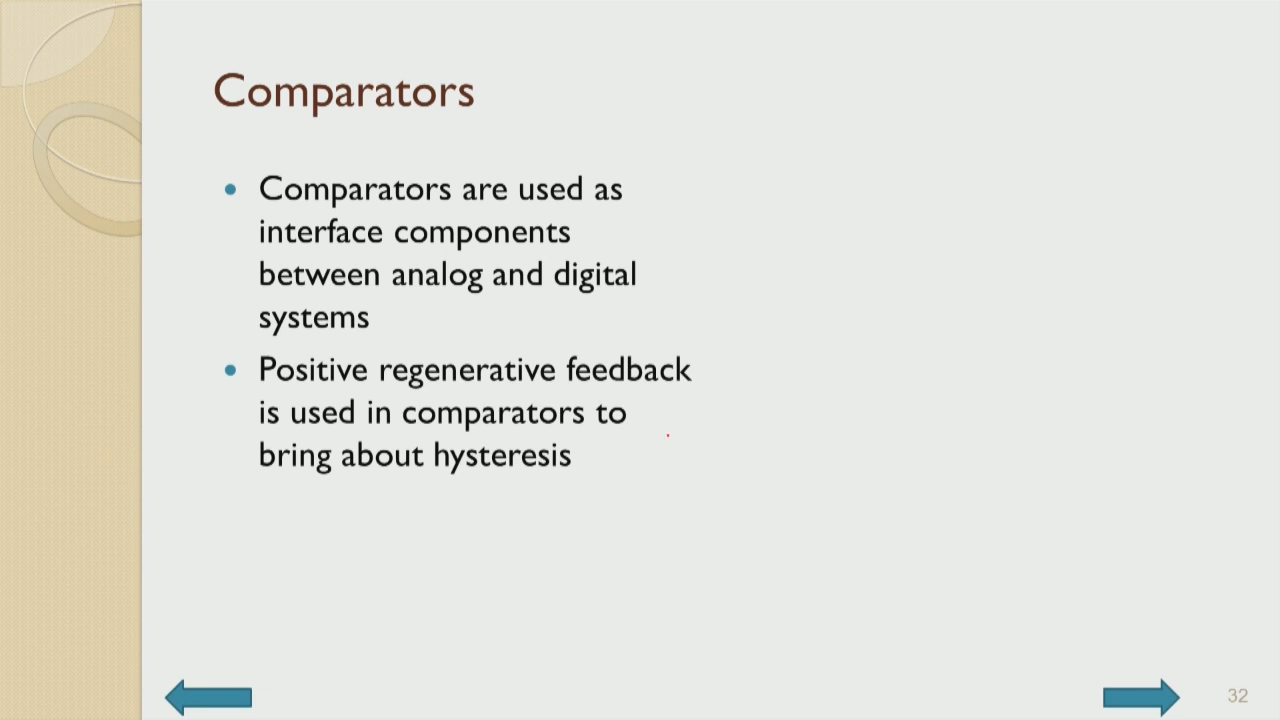 Comparators
Comparators are used as
interface components
between analog and digital
systems
Positive regenerative feedback
is used in comparators to
bring about hysteresis
32